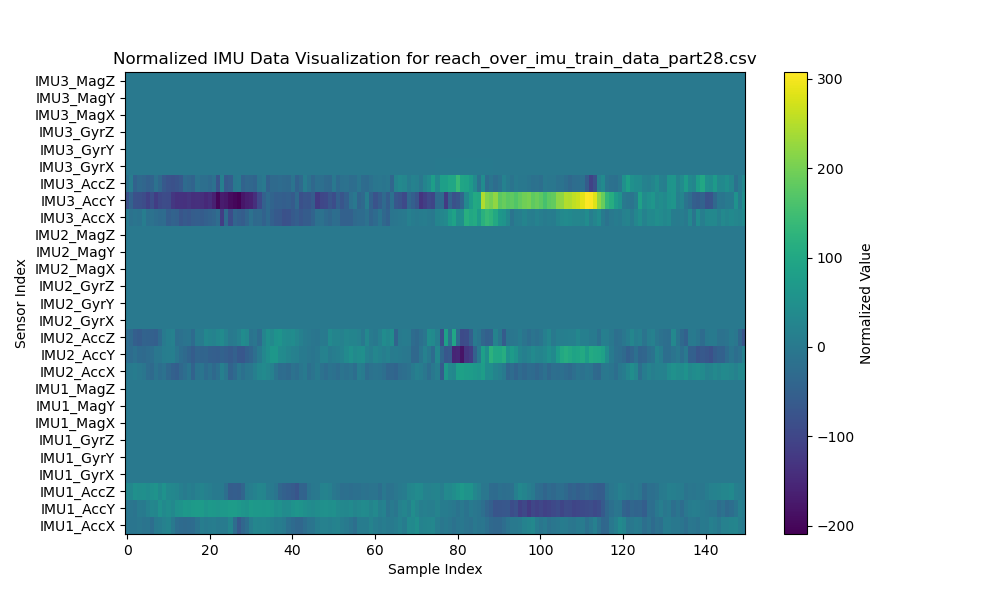 Normalized IMU Data Visualization for reach_over_imu_train_data_part28.csv
IMU3_MagZ
IMU3_MagY
IMU3_MagX
IMU3_GyrZ
IMU3_GyrY
IMU3_GyrX
IMU3_AccZ
IMU3_AccY
IMU3_AccX
IMU2_MagZ
IMU2_MagY
IMU2_MagX
IMU2_GyrZ
IMU2_GyrY
IMU2_GyrX
IMU2_AccZ
IMU2_AccY
IMU2_AccX
IMU1_MagZ
IMU1_MagY
IMU1_MagX
IMU1_GyrZ
IMU1_GyrY
IMU1_GyrX
IMU1_AccZ
IMU1_AccY
IMU1_AccX
Sensor Index
0 20 40 60 80 100 120 140
Sample Index
300
200
100
0
−100
−200
Normalized Value